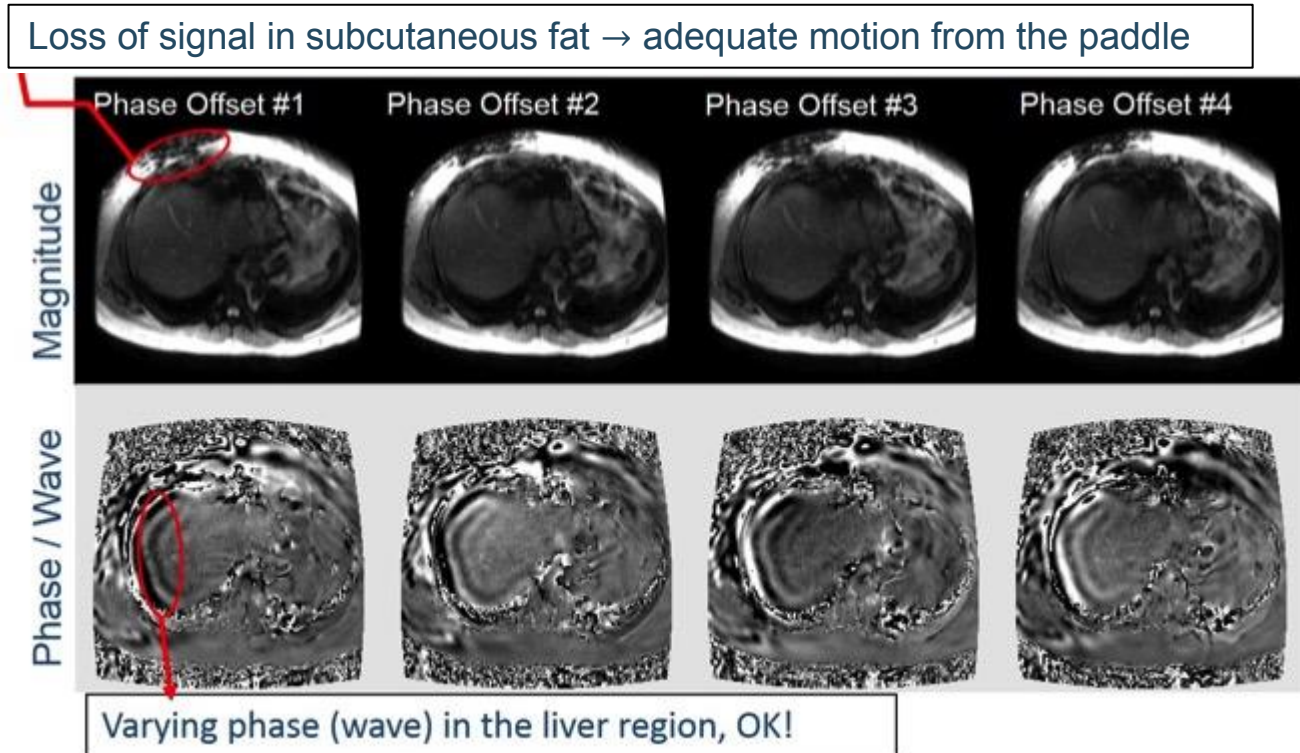 Loss of signal in subcutaneous fat → adequate motion from the paddle
Phase Offset #1
Phase Offset #2
Phase Offset #3
Phase Offset #4
Magnitude
Phase / Wave
Varying phase (wave) in the liver region, OK!